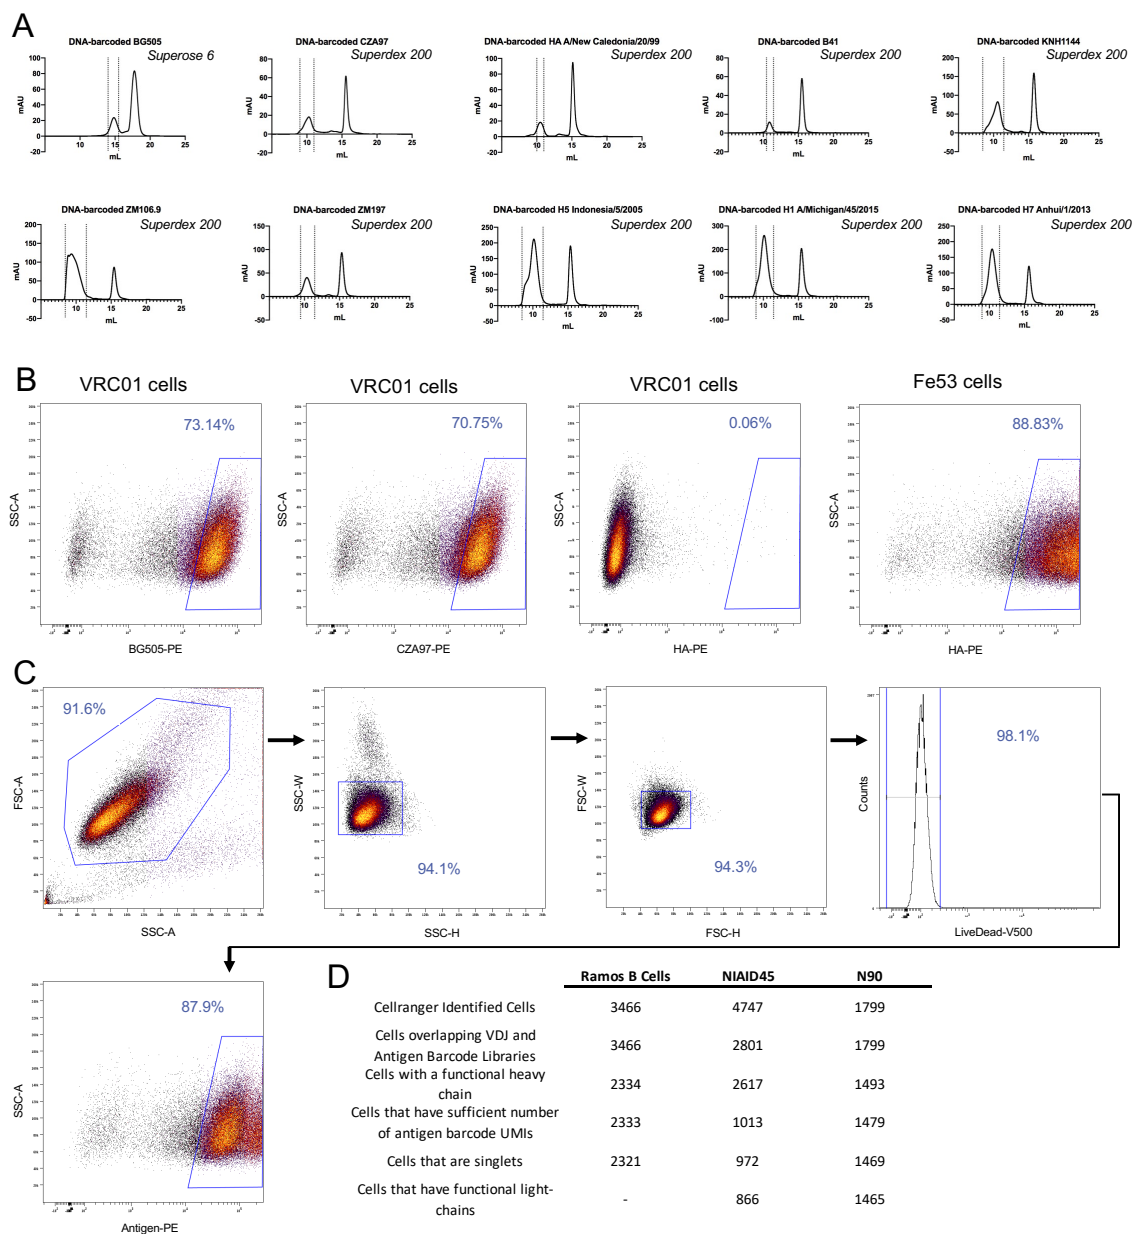 A
DNA-barcoded BG505
Superose 6
DNA-barcoded CZA97
Superdex 200
DNA-barcoded HA A/New Caledonia/20/99
Superdex 200
DNA-barcoded B41
Superdex 200
DNA-barcoded KNH1144
Superdex 200
mAU
mL
DNA-barcoded ZM106.9
Superdex 200
DNA-barcoded ZM197
Superdex 200
DNA-barcoded H5 Indonesia/5/2005
Superdex 200
DNA-barcoded H1 A/Michigan/45/2015
Superdex 200
DNA-barcoded H7 Anhui/1/2013
Superdex 200
B
VRC01 cells
VRC01 cells
VRC01 cells
Fe53 cells
73.14%
70.75%
0.06%
88.83%
SSC-A
SSC-A
SSC-A
SSC-A
BG505-PE
CZA97-PE
HA-PE
HA-PE
C
91.6%
94.1%
94.3%
98.1%
FSC-A
SSC-W
FSC-W
Counts
SSC-A
SSC-H
FSC-H
LiveDead-V500
87.9%
SSC-A
Antigen-PE
D
Ramos B Cells NIAID45 N90
Cellranger Identified Cells 3466 4747 1799
Cells overlapping VDJ and
Antigen Barcode Libraries 3466 2801 1799
Cells with a functional heavy
chain 2334 2617 1493
Cells that have sufficient number
of antigen barcode UMIs 2333 1013 1479
Cells that are singlets 2321 972 1469
Cells that have functional light-
chains - 866 1465